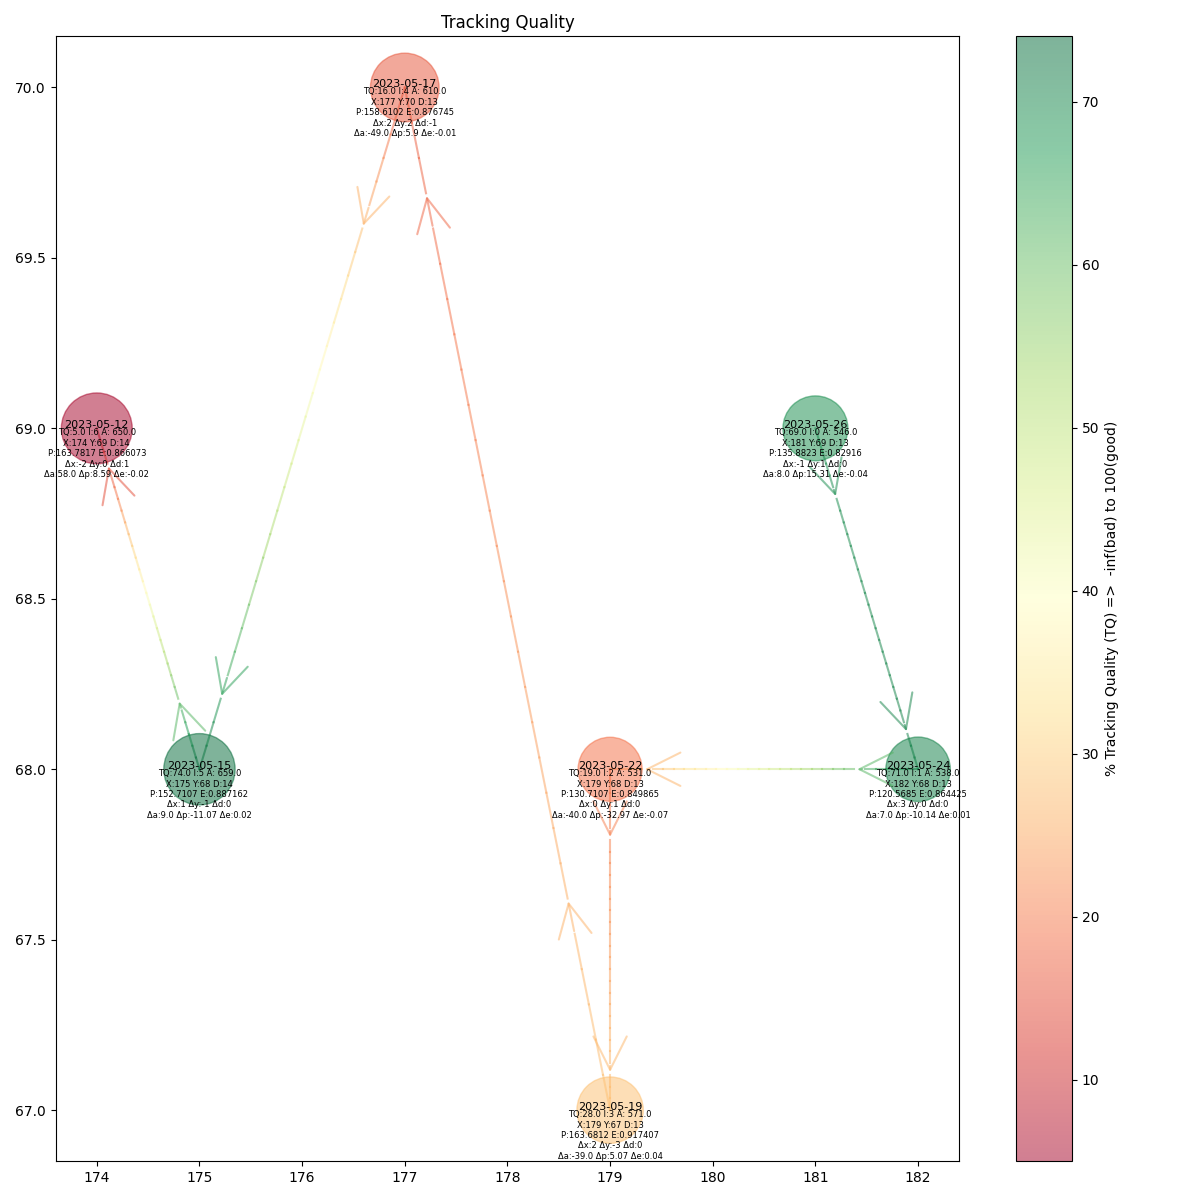 Tracking Quality
70.0
69.5
69.0
68.5
68.0
67.5
67.0
174
175
176
177
178
179
180
181
182
2023-05-17
TQ:16.0 I:4 A: 610.0
X:177 Y:70 D:13
P:158.6102 E:0.876745
Δx:2 Δy:2 Δd:-1
Δa:-49.0 Δp:5.9 Δe:-0.01
2023-05-12
TQ:5.0 I:6 A: 650.0
X:174 Y:69 D:14
P:163.7817 E:0.866073
Δx:-2 Δy:0 Δd:1
Δa:58.0 Δp:8.59 Δe:-0.02
2023-05-26
TQ:69.0 I:0 A: 546.0
X:181 Y:69 D:13
P:135.8823 E:0.82916
Δx:-1 Δy:1 Δd:0
Δa:8.0 Δp:15.31 Δe:-0.04
2023-05-15
TQ:74.0 I:5 A: 659.0
X:175 Y:68 D:14
P:152.7107 E:0.887162
Δx:1 Δy:-1 Δd:0
Δa:9.0 Δp:-11.07 Δe:0.02
2023-05-22
TQ:19.0 I:2 A: 531.0
X:179 Y:68 D:13
P:130.7107 E:0.849865
Δx:0 Δy:1 Δd:0
Δa:-40.0 Δp:-32.97 Δe:-0.07
2023-05-24
TQ:71.0 I:1 A: 538.0
X:182 Y:68 D:13
P:120.5685 E:0.864425
Δx:3 Δy:0 Δd:0
Δa:7.0 Δp:-10.14 Δe:0.01
2023-05-19
TQ:28.0 I:3 A: 571.0
X:179 Y:67 D:13
P:163.6812 E:0.917407
Δx:2 Δy:-3 Δd:0
Δa:-39.0 Δp:5.07 Δe:0.04
70
60
50
40
30
20
10
% Tracking Quality (TQ) => -inf(bad) to 100(good)